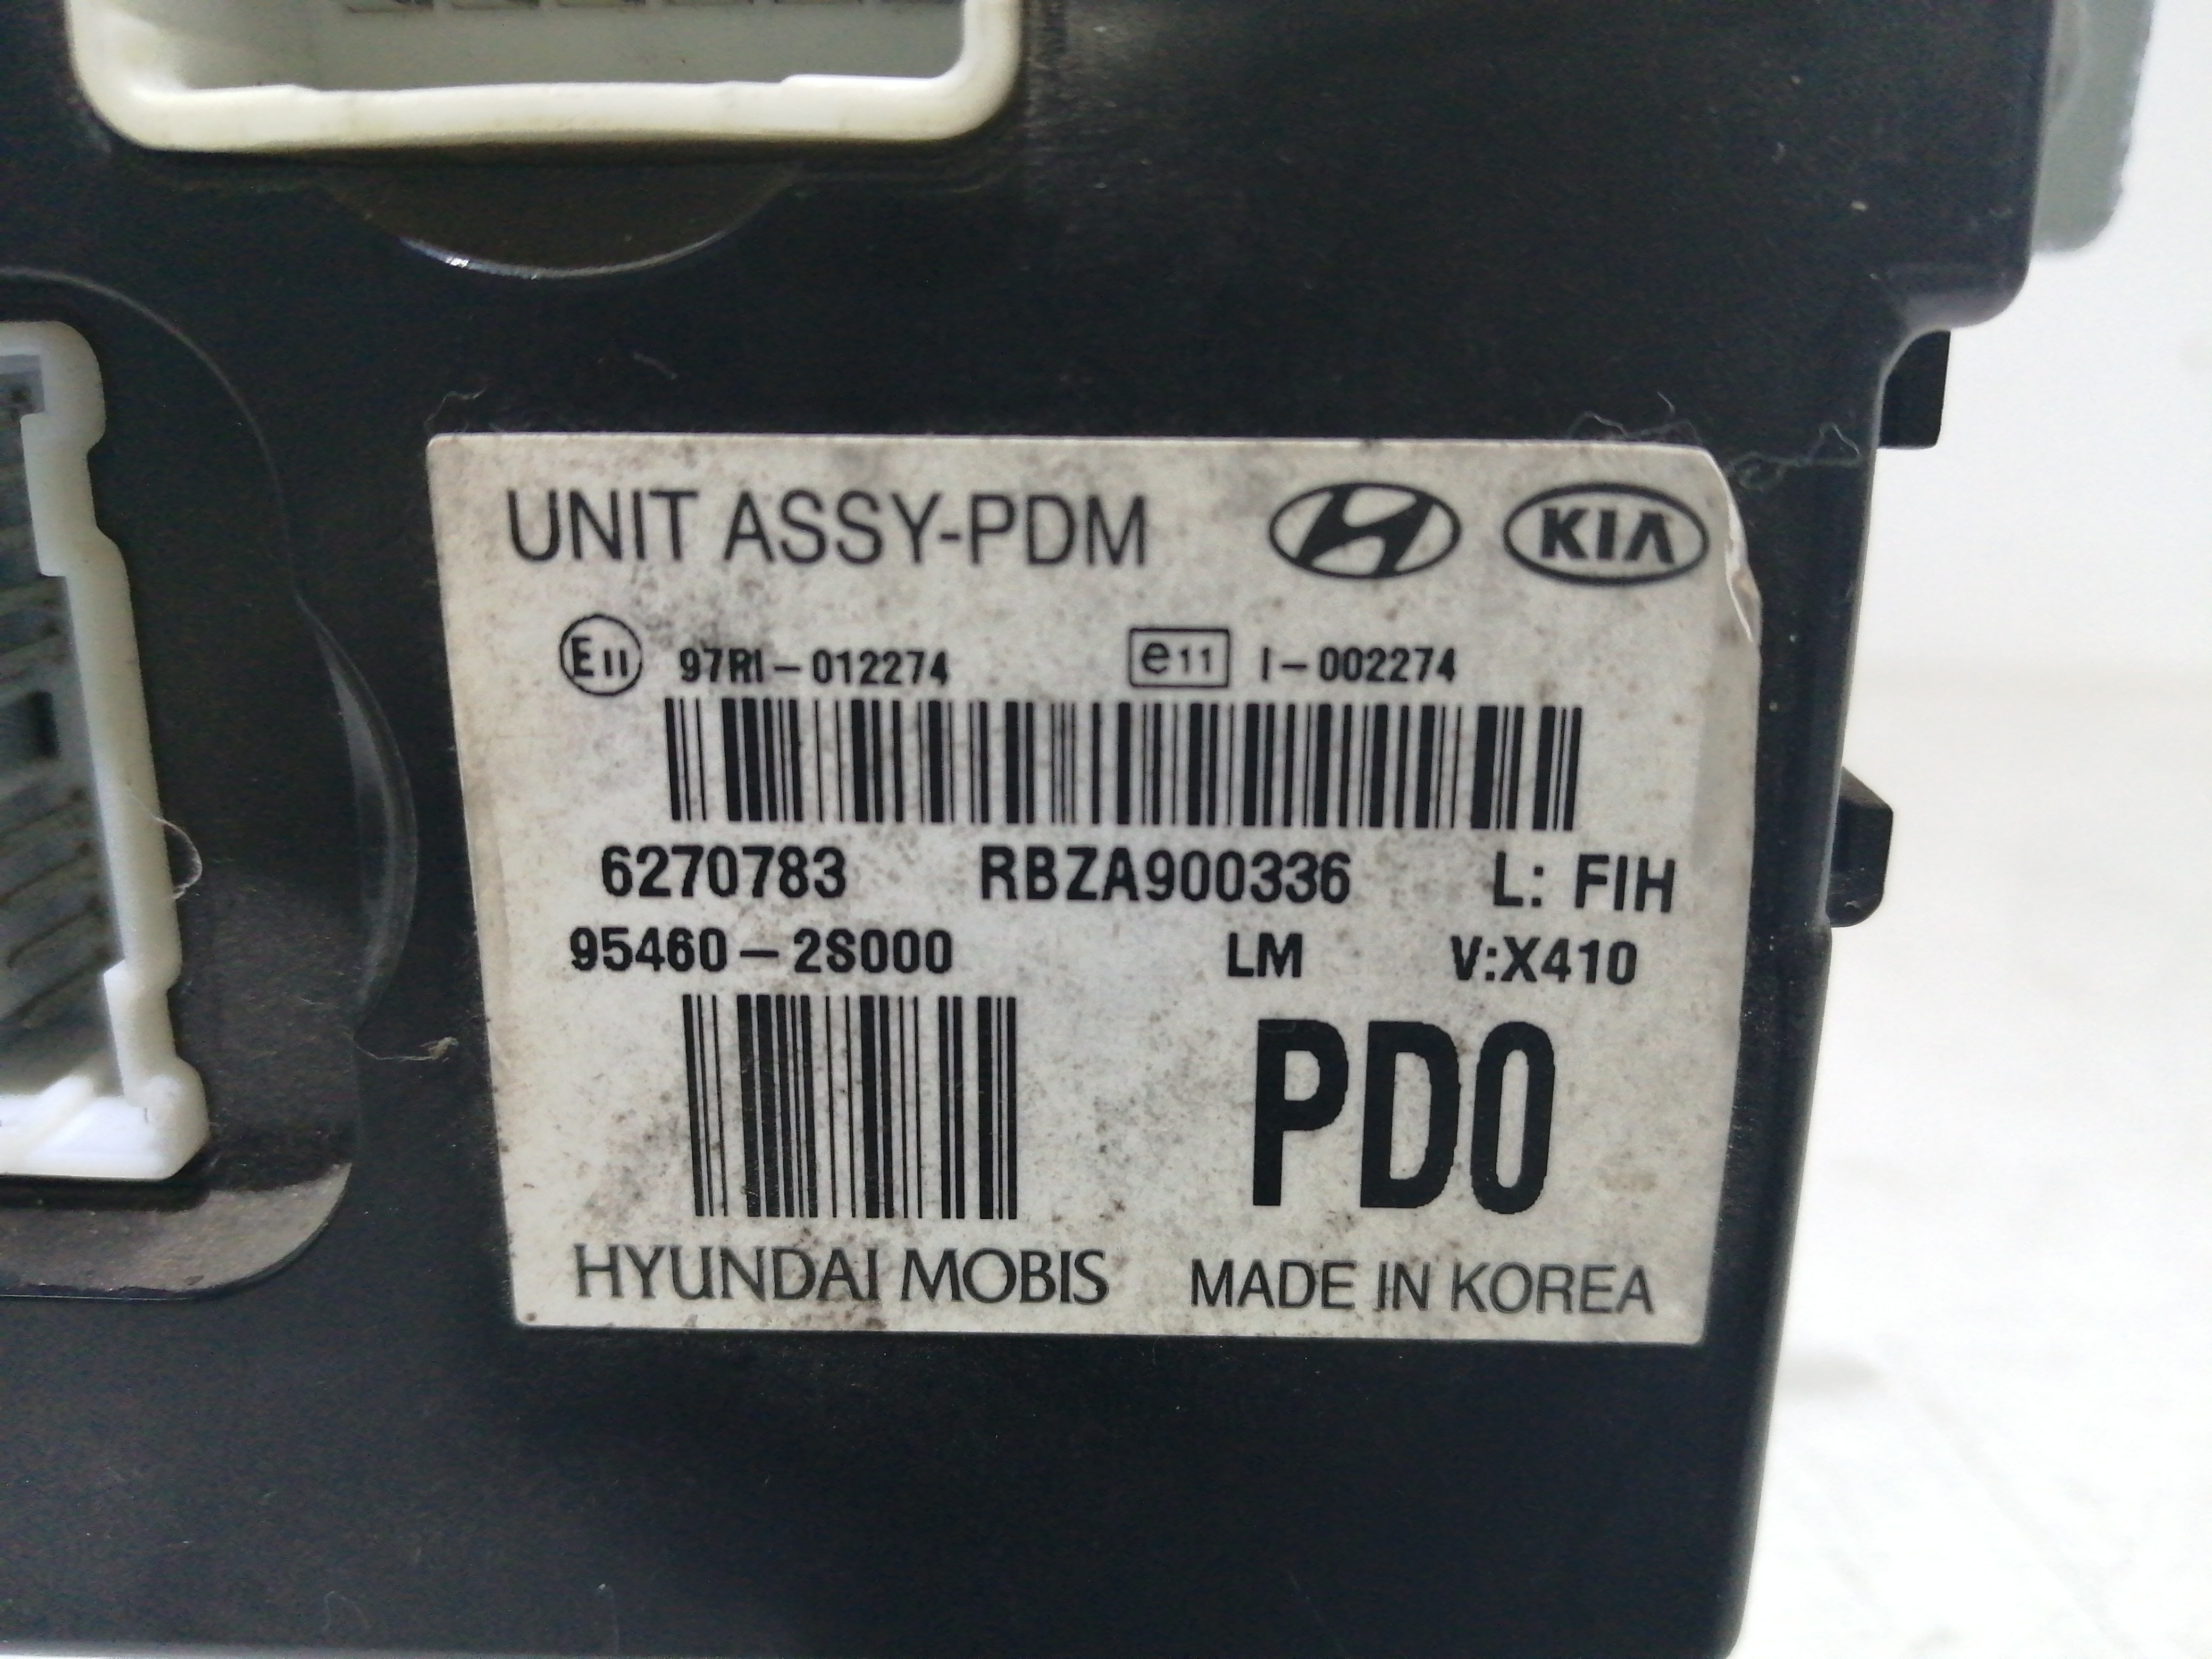 UNIT ASSY-PDM KIA
E11 97RI-012274 e11 I-002274
6270783 RBZA900336 L: FIH
95460-2S000 LM V:X410
PD0
HYUNDAI MOBIS MADE IN KOREA